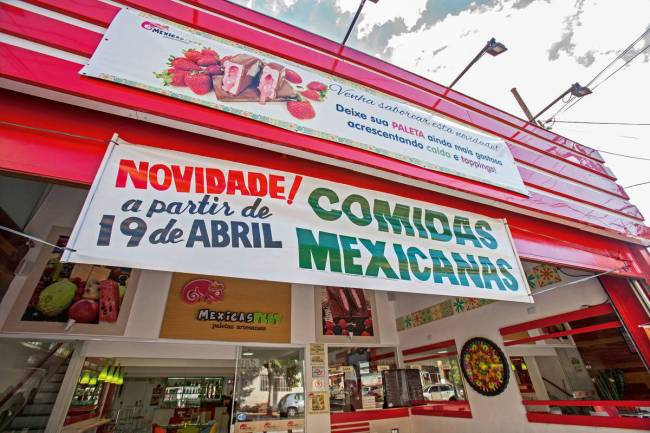 MEXICAS
Venha saborear esta novidade!
Deixe sua PALETA ainda mais gostosa
acrescentando calda e toppings!
NOVIDADE!
a partir de
19 de ABRIL
COMIDAS
MEXICANAS
paletas artesanais